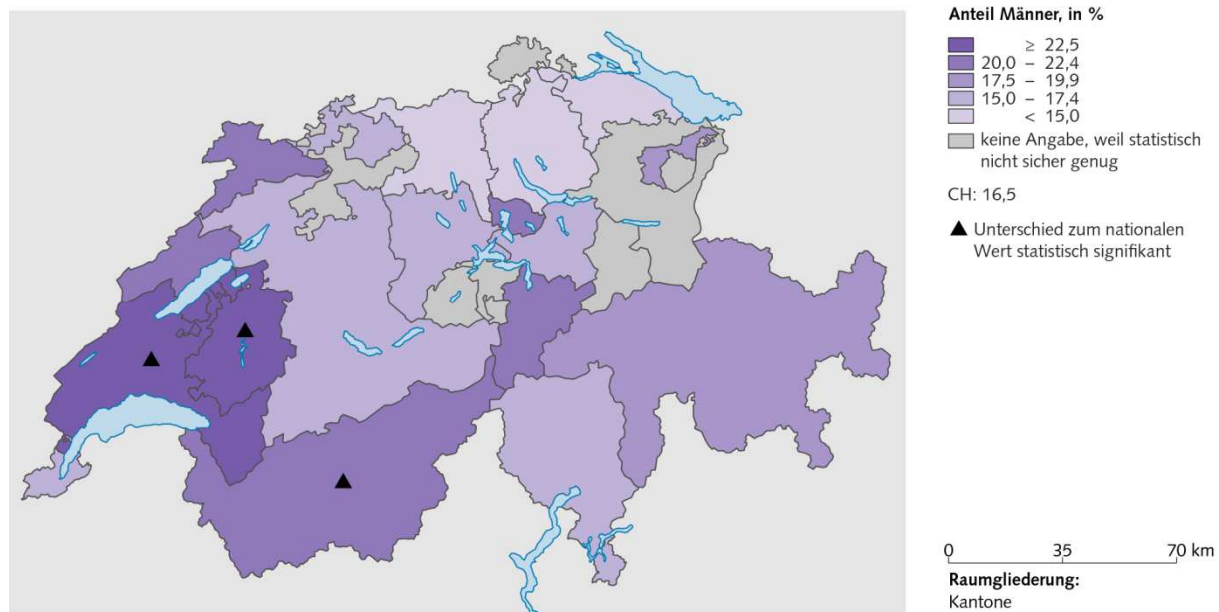 Anteil Männer, in %
≥ 22,5
20,0 – 22,4
17,5 – 19,9
15,0 – 17,4
< 15,0
keine Angabe, weil statistisch
nicht sicher genug
CH: 16,5
▲ Unterschied zum nationalen
Wert statistisch signifikant
0 35 70 km
Raumgliederung:
Kantone